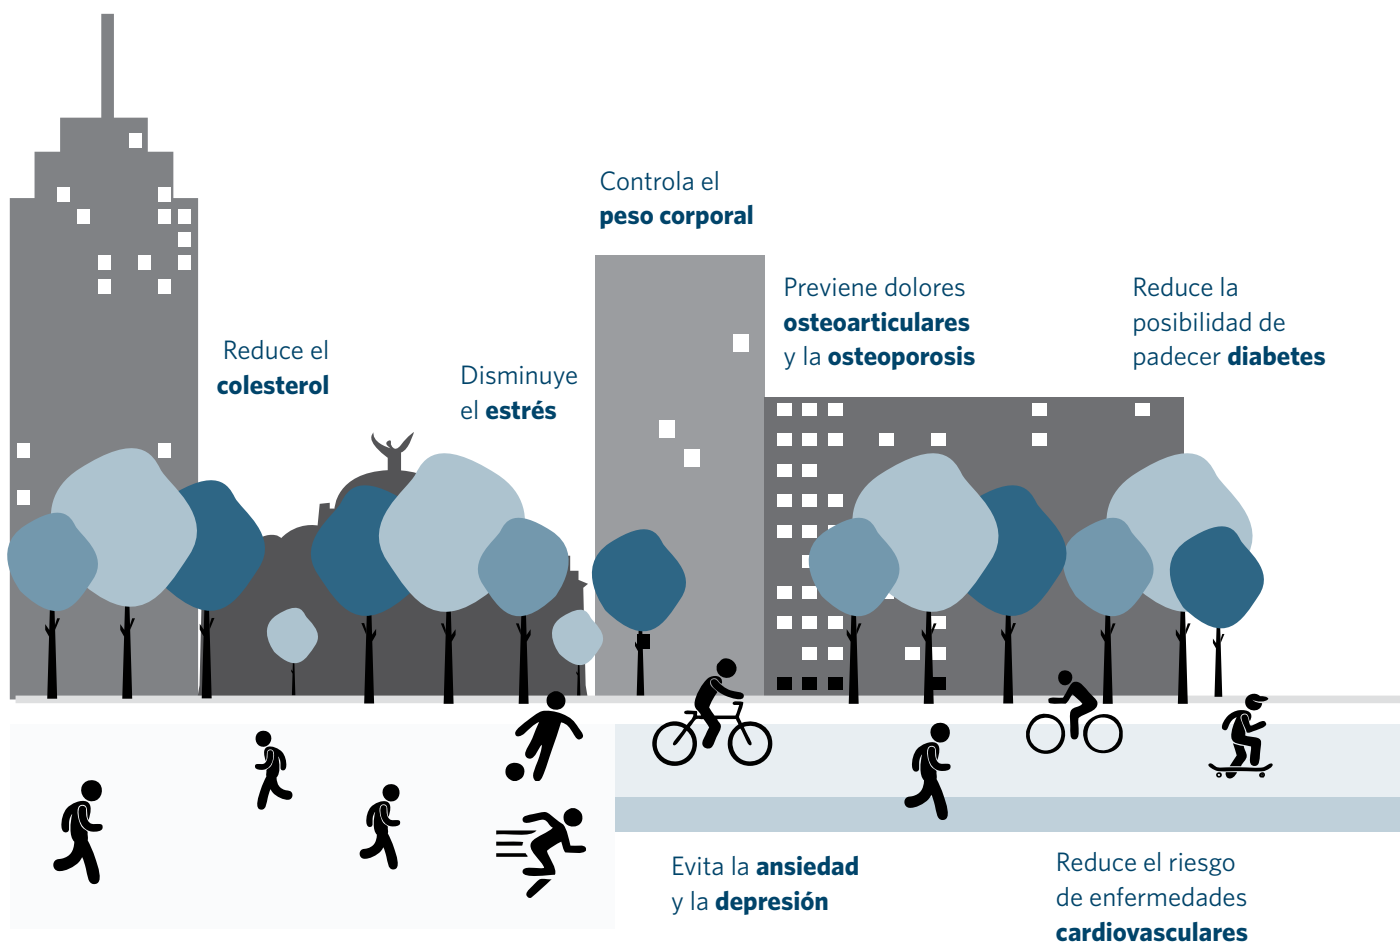 Controla el
peso corporal
Previene dolores
osteoarticulares
y la osteoporosis
Reduce la
posibilidad de
padecer diabetes
Reduce el
colesterol
Disminuye
el estrés
Evita la ansiedad
y la depresión
Reduce el riesgo
de enfermedades
cardiovasculares